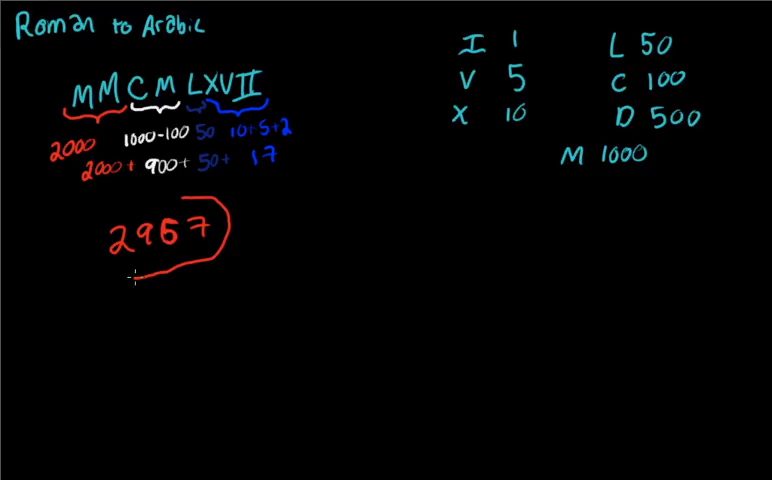 Roman to Arabic
MMCMLXVII
2000 1000-100 50 10+5+2
2000+ 900+ 50+ 17
2967
I 1 L 50
V 5 C 100
X 10 D 500
M 1000